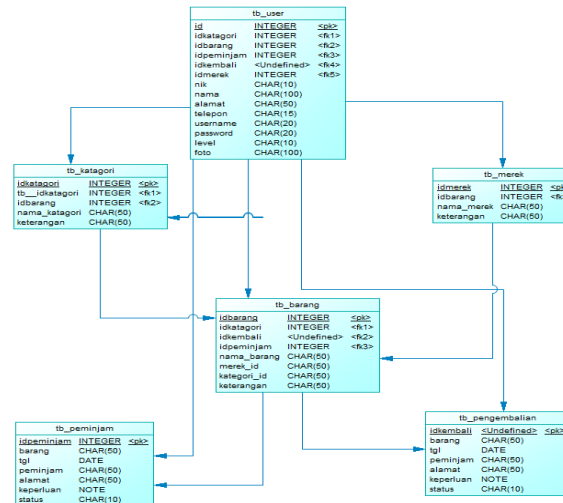 tb_user
id INTEGER <pk>
idkatagori INTEGER <fk1>
idbarang INTEGER <fk2>
idpeminjam INTEGER <fk3>
idkembali <Undefined> <fk4>
idmerek INTEGER <fk5>
nik CHAR(10)
nama CHAR(100)
alamat CHAR(50)
telepon CHAR(15)
username CHAR(20)
password CHAR(20)
level CHAR(10)
foto CHAR(100)
tb_katagori
idkatagori INTEGER <pk>
tb__idkatagori INTEGER <fk1>
idbarang INTEGER <fk2>
nama_katagori CHAR(50)
keterangan CHAR(50)
tb_merek
idmerek INTEGER <pk>
idbarang INTEGER <fk>
nama_merek CHAR(50)
keterangan CHAR(50)
tb_barang
idbarang INTEGER <pk>
idkatagori INTEGER <fk1>
idkembali <Undefined> <fk2>
idpeminjam INTEGER <fk3>
nama_barang CHAR(50)
merek_id CHAR(50)
kategori_id CHAR(50)
keterangan CHAR(50)
tb_peminjam
idpeminjam INTEGER <pk>
barang CHAR(50)
tgl DATE
peminjam CHAR(50)
alamat CHAR(50)
keperluan NOTE
status CHAR(10)
tb_pengembalian
idkembali <Undefined> <pk>
barang CHAR(50)
tgl DATE
peminjam CHAR(50)
alamat CHAR(50)
keperluan NOTE
status CHAR(10)